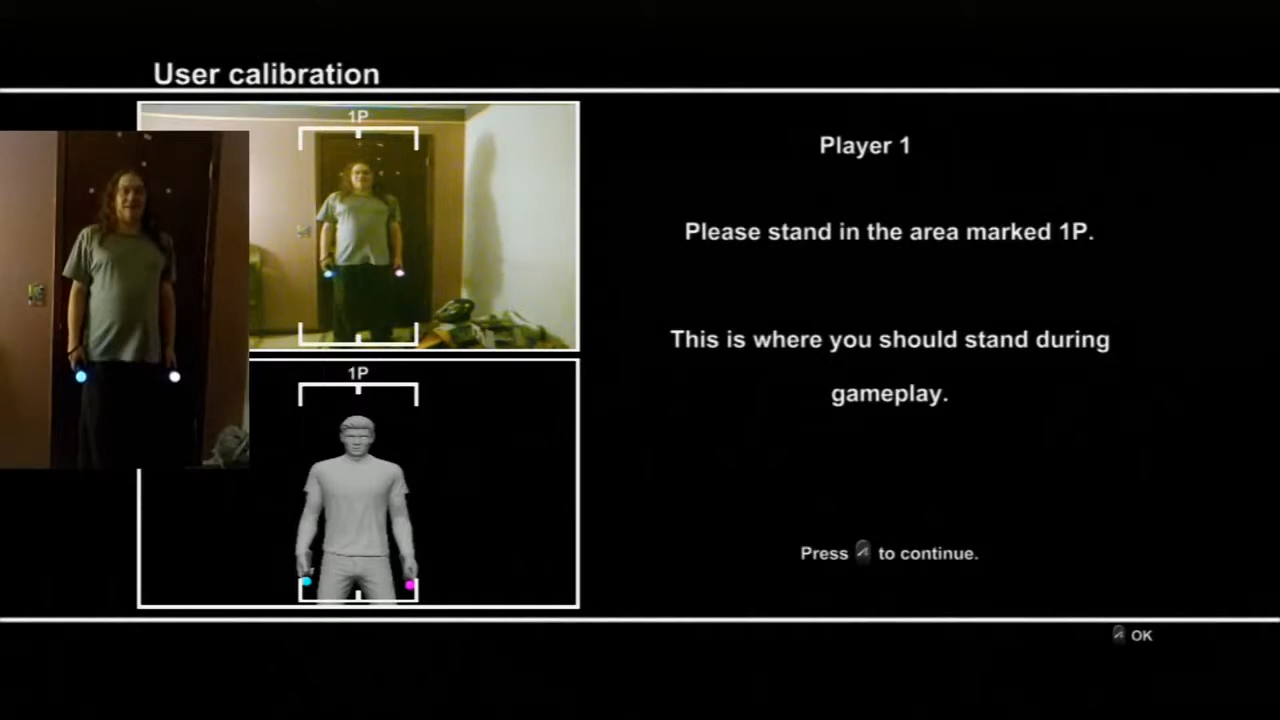 User calibration
1P
Player 1
Please stand in the area marked 1P.
This is where you should stand during
gameplay.
1P
Press to continue.
OK